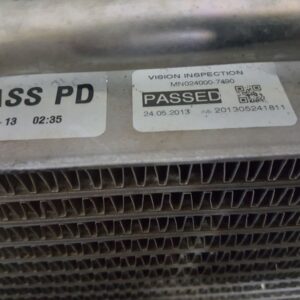 ASS PD
-13 02:35
VISION INSPECTION
MN024000-7490
PASSED
24.05.2013 201305241811